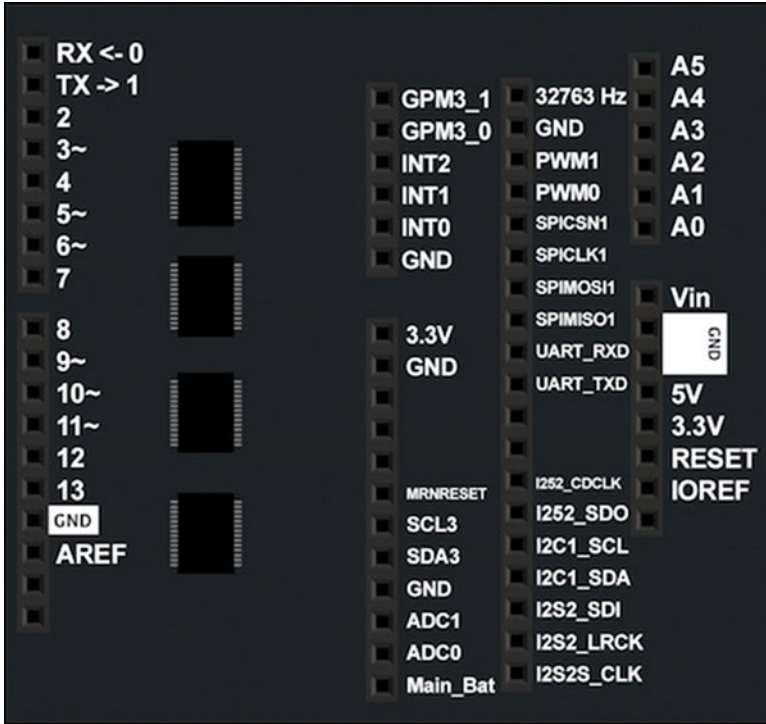 RX <- 0
TX -> 1
2
3~
4
5~
6~
7
8
9~
10~
11~
12
13
GND
AREF
GPM3_1
GPM3_0
INT2
INT1
INT0
GND
3.3V
GND
MRNRESET
SCL3
SDA3
GND
ADC1
ADC0
Main_Bat
32763 Hz
GND
PWM1
PWM0
SPICSN1
SPICLK1
SPIMOSI1
SPIMISO1
UART_RXD
UART_TXD
I252_CDCLK
I252_SDO
I2C1_SCL
I2C1_SDA
I2S2_SDI
I2S2_LRCK
I2S2S_CLK
A5
A4
A3
A2
A1
A0
Vin
GND
5V
3.3V
RESET
IOREF